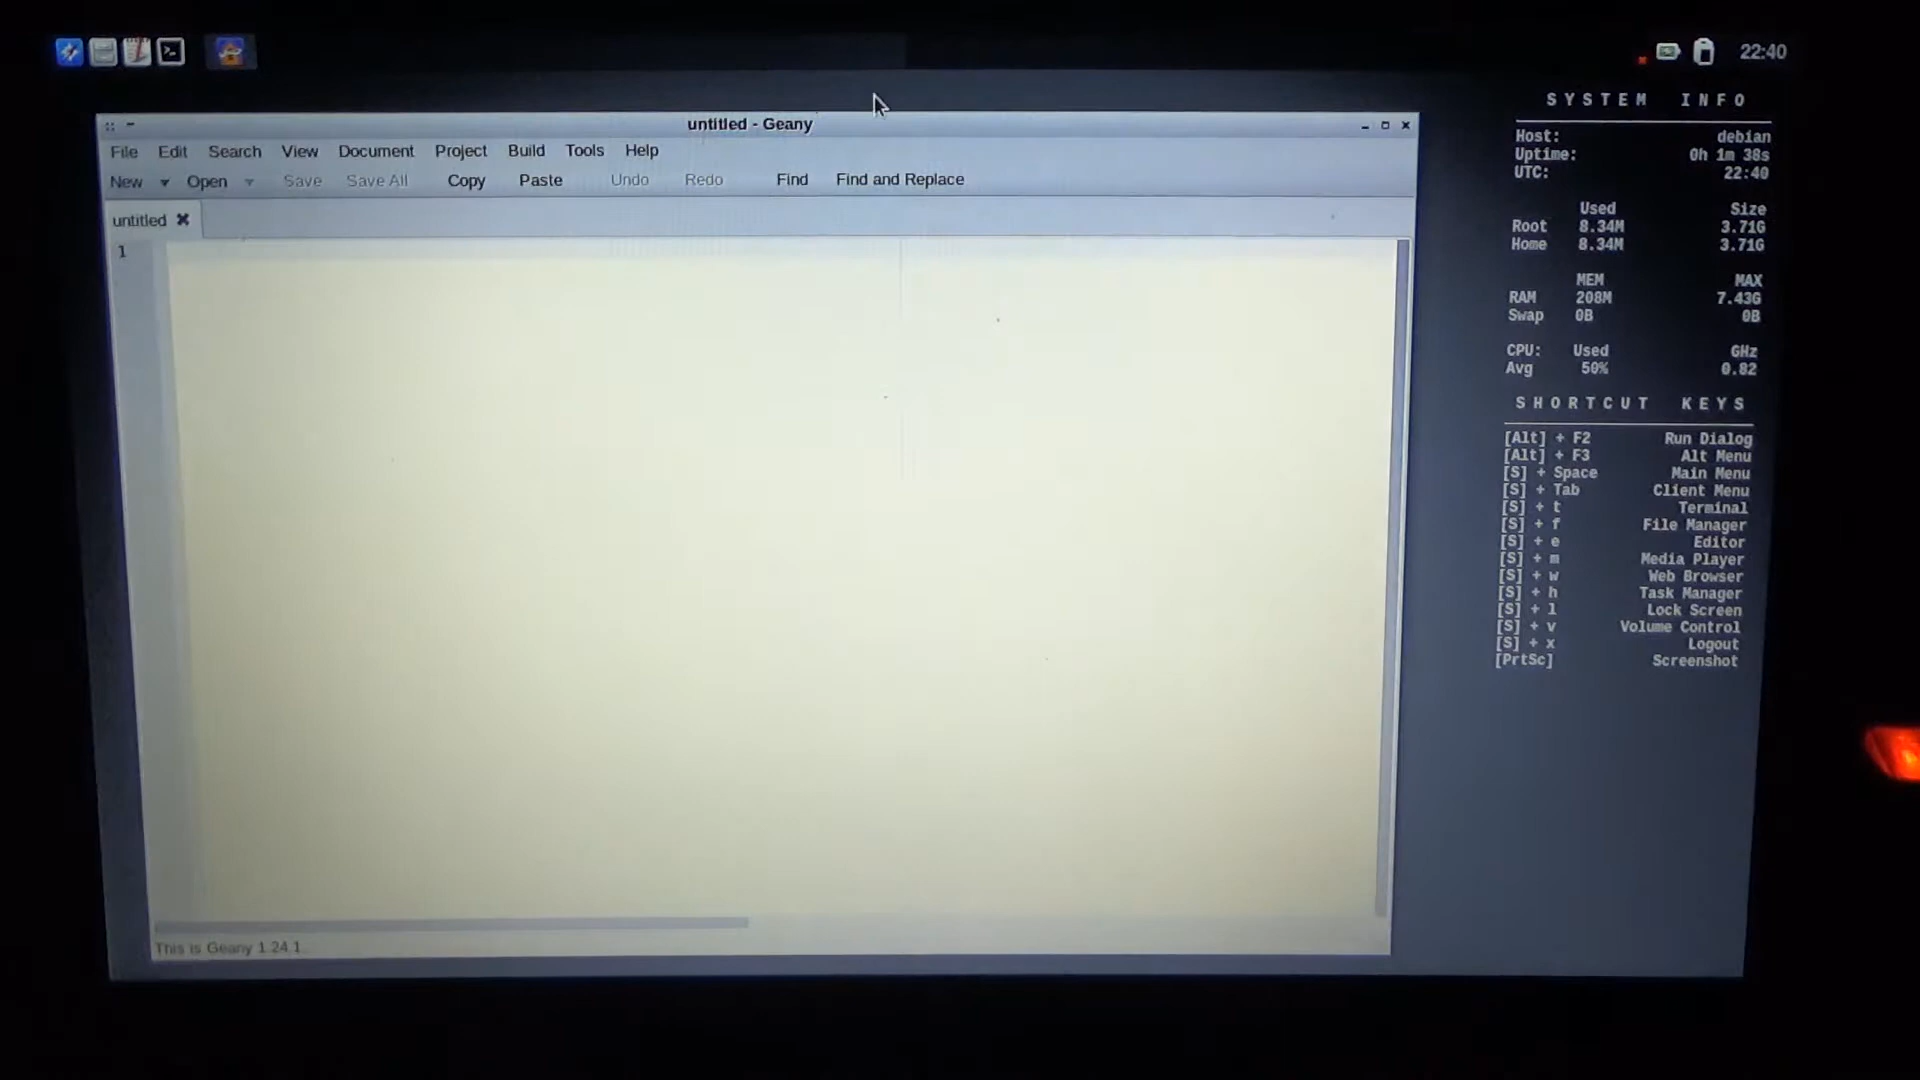 22:40
untitled - Geany
File Edit Search View Document Project Build Tools Help
New Open Save Save All Copy Paste Undo Redo Find Find and Replace
untitled
1
This is Geany 1.24.1.
SYSTEM INFO
Host: debian
Uptime: 0h 1m 38s
UTC: 22:40
Used Size
Root 8.34M 3.71G
Home 8.34M 3.71G
MEM MAX
RAM 208M 7.43G
Swap 0B 0B
CPU: Used GHz
Avg 50% 0.82
SHORTCUT KEYS
[Alt] + F2 Run Dialog
[Alt] + F3 Alt Menu
[S] + Space Main Menu
[S] + Tab Client Menu
[S] + t Terminal
[S] + f File Manager
[S] + e Editor
[S] + m Media Player
[S] + w Web Browser
[S] + h Task Manager
[S] + l Lock Screen
[S] + v Volume Control
[S] + x Logout
[PrtSc] Screenshot